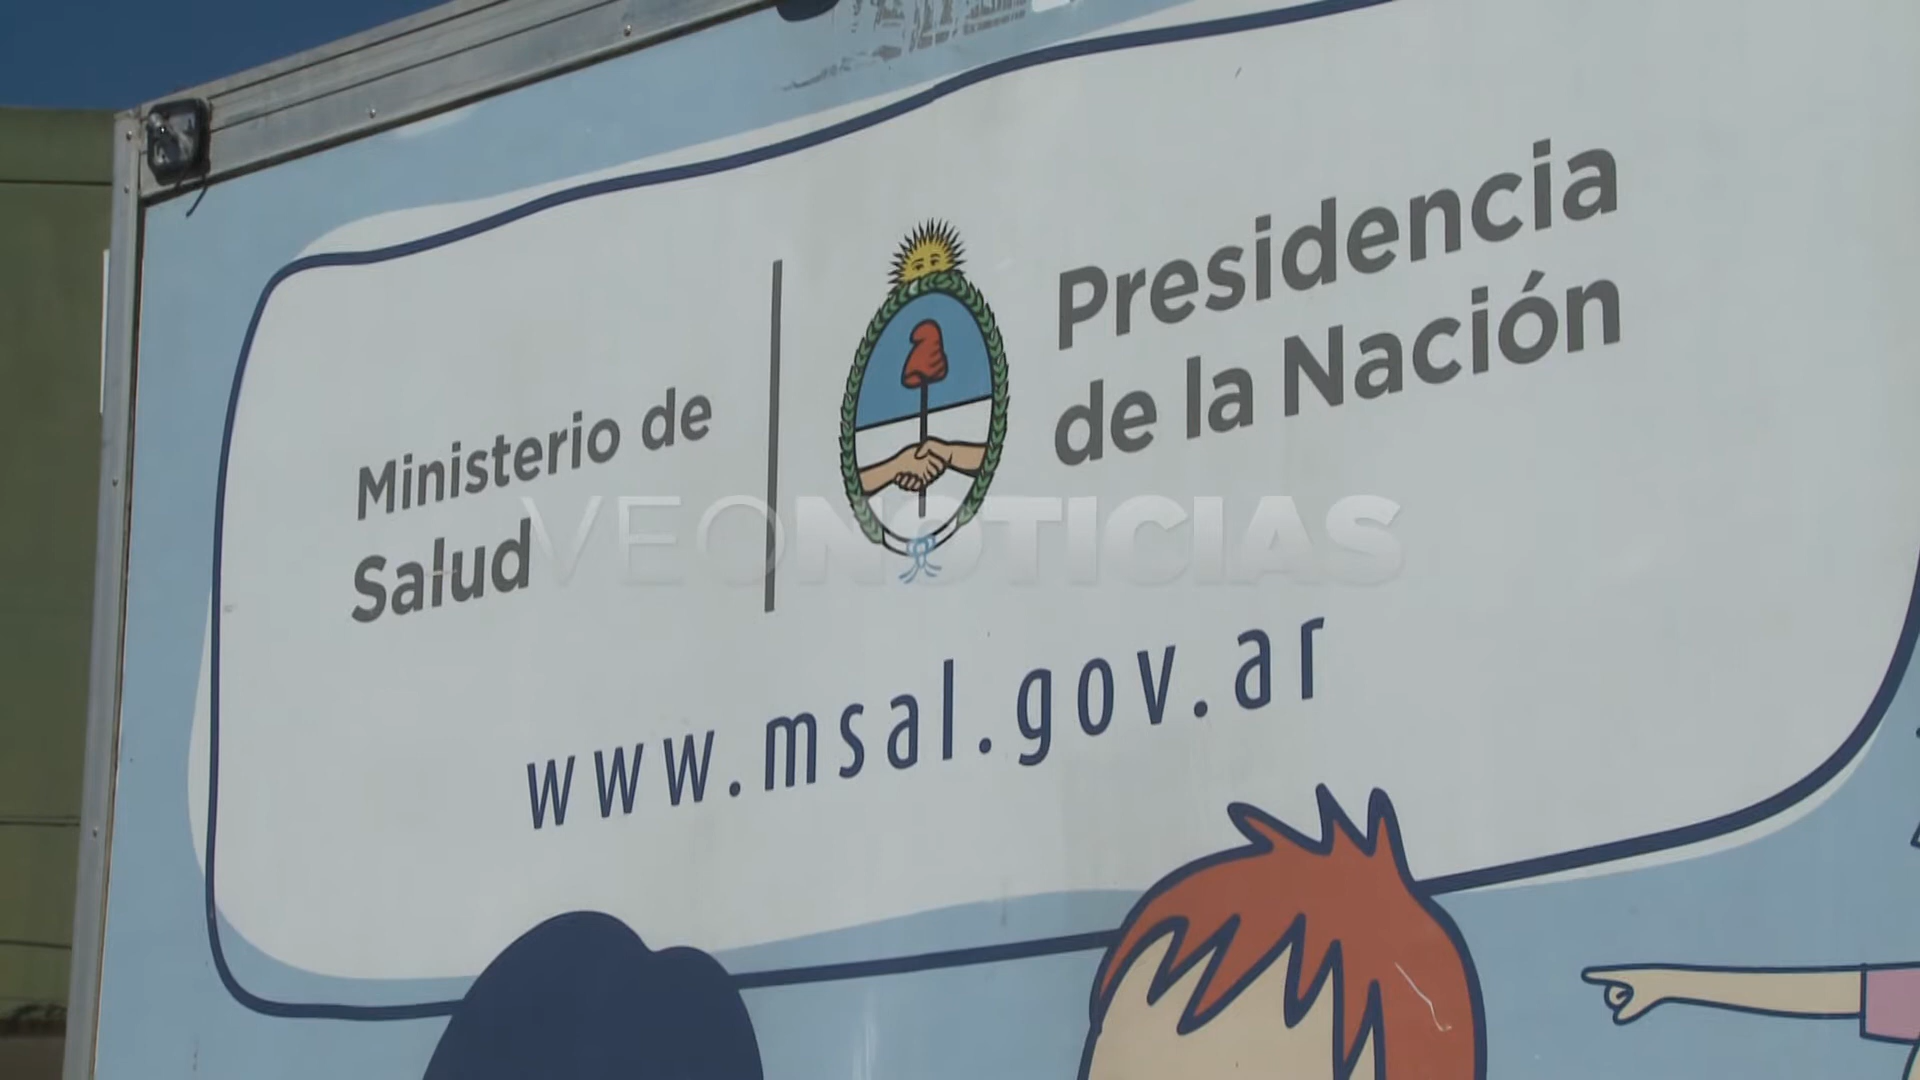 Ministerio de
Salud
Presidencia
de la Nación
VEONOTICIAS
www.msal.gov.ar